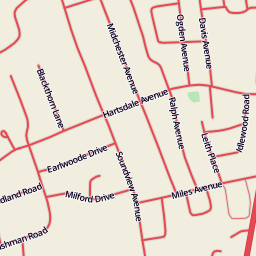 Midchester Avenue
Ogden Avenue
Davis Avenue
Blackthorn Lane
Hartsdale Avenue
Ralph Avenue
Idlewood Road
Leith Place
Earlwoode Drive
Soundview Avenue
dland Road
Milford Drive
Miles Avenue
shman Road